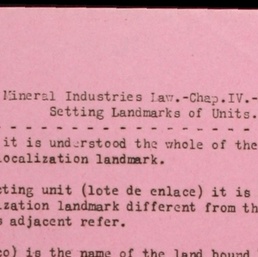 Mineral Industries Law.-Chap.IV.-
Setting Landmarks of Units.
- - - - - - - - - - - - - - - - - - - -
it is understood the whole of the
localization landmark.
cting unit (lote de enlace) it is
zation landmark different from th
s adjacent refer.
co) is the name of the land bound